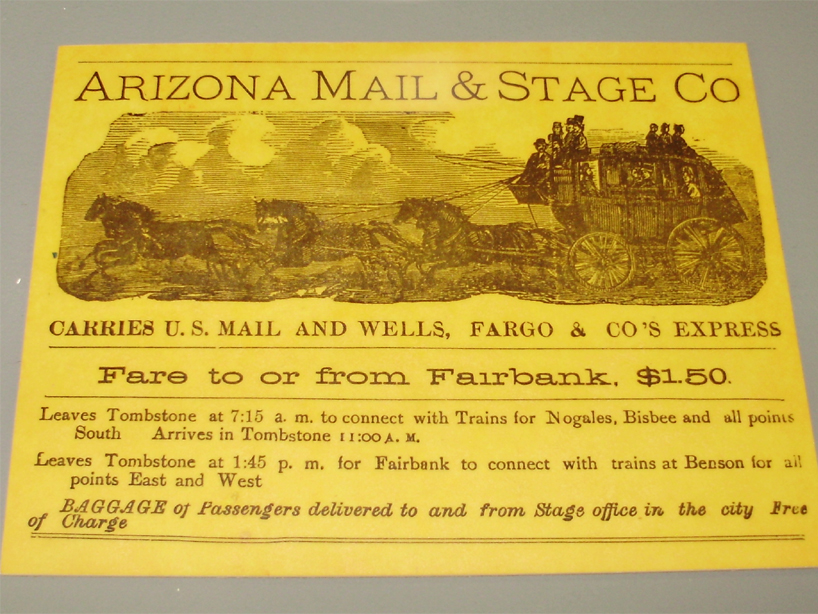 ARIZONA MAIL & STAGE CO
CARRIES U. S. MAIL AND WELLS, FARGO & CO'S EXPRESS
Fare to or from Fairbank, $1.50.
Leaves Tombstone at 7:15 a. m. to connect with Trains for Nogales, Bisbee and all points
South Arrives in Tombstone 11:00 A. M.
Leaves Tombstone at 1:45 p. m. for Fairbank to connect with trains at Benson for all
points East and West
BAGGAGE of Passengers delivered to and from Stage office in the city Free
of Charge